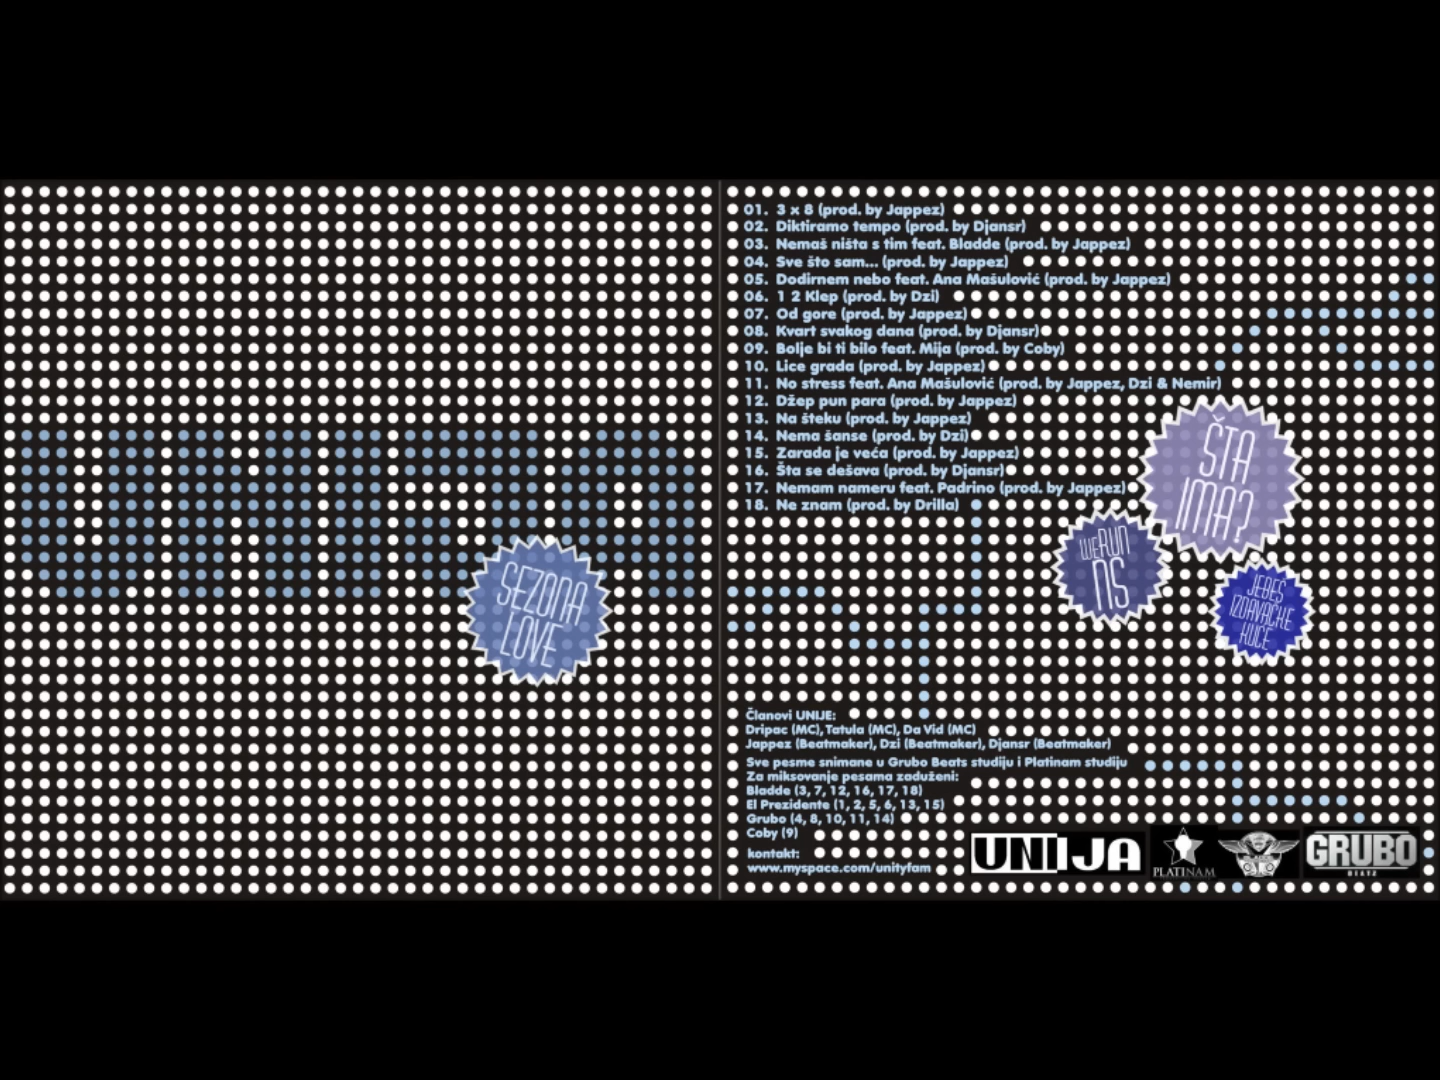 UNIJA
SEZONA
LOVE
01. 3 x 8 (prod. by Jappez)
02. Diktiramo tempo (prod. by Djansr)
03. Nemaš ništa s tim feat. Bladde (prod. by Jappez)
04. Sve što sam... (prod. by Jappez)
05. Dodirnem nebo feat. Ana Mašulović (prod. by Jappez)
06. 1 2 Klep (prod. by Dzi)
07. Od gore (prod. by Jappez)
08. Kvart svakog dana (prod. by Djansr)
09. Bolje bi ti bilo feat. Mija (prod. by Coby)
10. Lice grada (prod. by Jappez)
11. No stress feat. Ana Mašulović (prod. by Jappez, Dzi & Nemir)
12. Džep pun para (prod. by Jappez)
13. Na šteku (prod. by Jappez)
14. Nema šanse (prod. by Dzi)
15. Zarada je veća (prod. by Jappez)
16. Šta se dešava (prod. by Djansr)
17. Nemam nameru feat. Padrino (prod. by Jappez)
18. Ne znam (prod. by Drilla)
ŠTA
IMA?
WE RUN
NS
JEBEŠ
IZDAVAČKE
KUĆE
Članovi UNIJE:
Dripac (MC), Tatula (MC), Da Vid (MC)
Jappez (Beatmaker), Dzi (Beatmaker), Djansr (Beatmaker)
Sve pesme snimane u Grubo Beats studiju i Platinam studiju
Za miksovanje pesama zaduženi:
Bladde (3, 7, 12, 16, 17, 18)
El Prezidente (1, 2, 5, 6, 13, 15)
Grubo (4, 8, 10, 11, 14)
Coby (9)
kontakt:
www.myspace.com/unityfam
UNIJA
PLATINAM
GRUBO
BEATZ